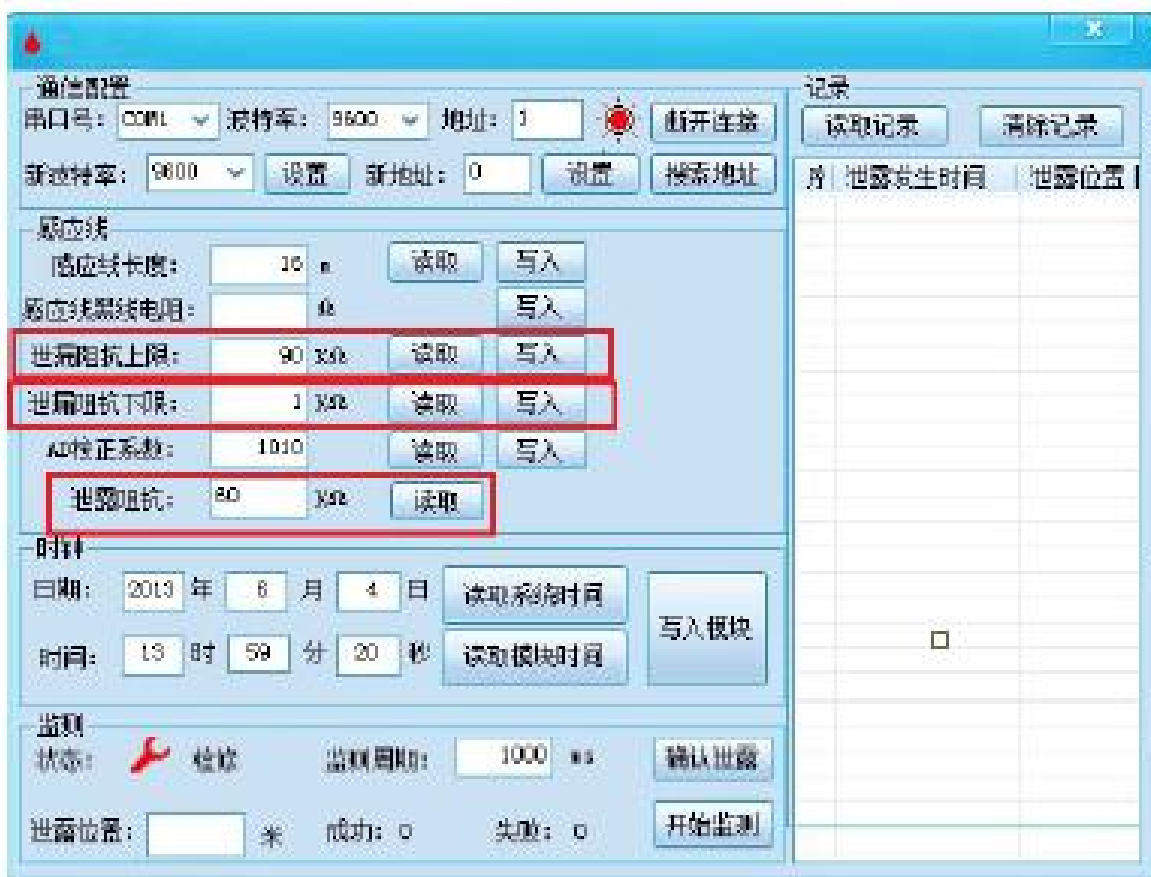 通信配置
串口号: COM1 波特率: 9600 地址: 1 断开连接
新波特率: 9600 设置 新地址: 0 设置 搜索地址
感应线
感应线长度: 16 m 读取 写入
感应线黑线电阻: Ω 写入
泄漏阻抗上限: 90 KΩ 读取 写入
泄漏阻抗下限: 1 KΩ 读取 写入
AD校正系数: 1010 读取 写入
泄露阻抗: 80 KΩ 读取
时钟
日期: 2013 年 6 月 4 日 读取系统时间
时间: 13 时 59 分 20 秒 读取模块时间
写入模块
监测
状态: 检修 监测周期: 1000 ms 确认泄露
泄露位置: 米 成功: 0 失败: 0 开始监测
记录
读取记录 清除记录
序 泄露发生时间 泄露位置